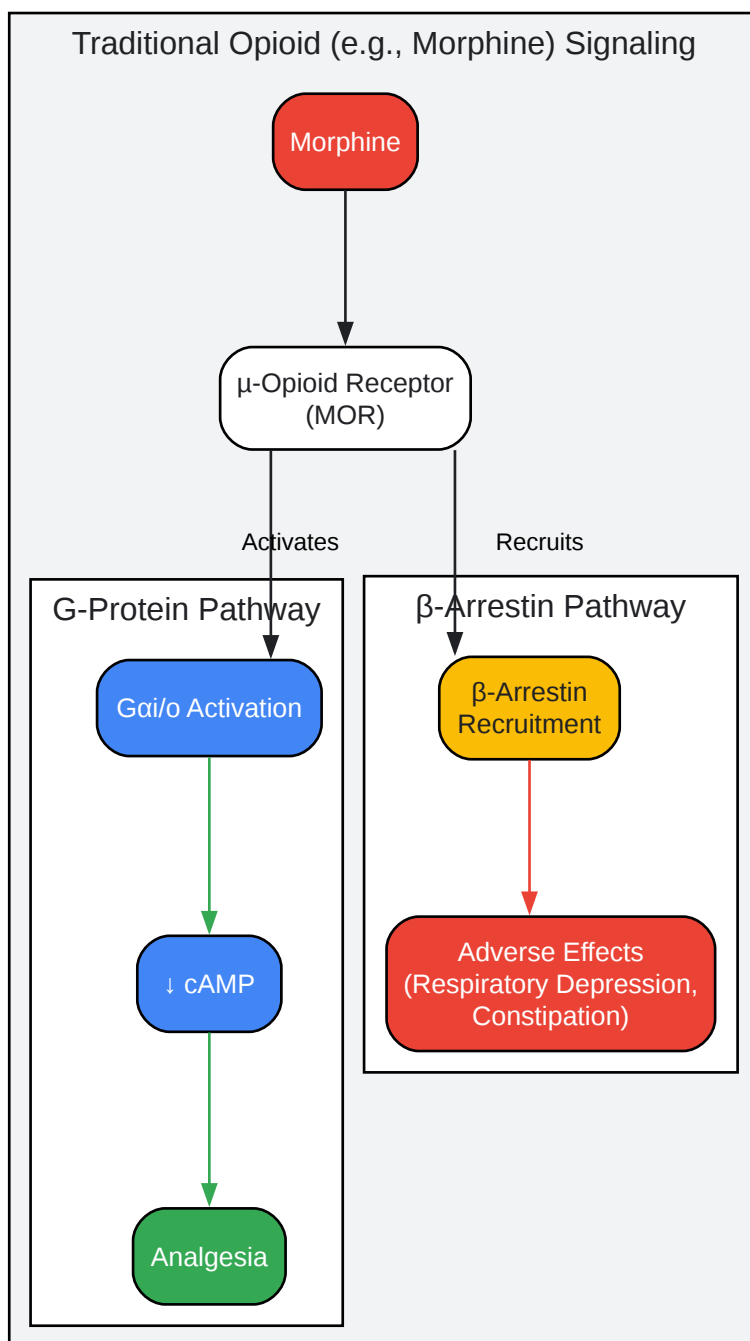 Traditional Opioid (e.g., Morphine) Signaling
Morphine
µ-Opioid Receptor
(MOR)
Activates
Recruits
G-Protein Pathway
Gαi/o Activation
↓ cAMP
Analgesia
β-Arrestin Pathway
β-Arrestin
Recruitment
Adverse Effects
(Respiratory Depression,
Constipation)